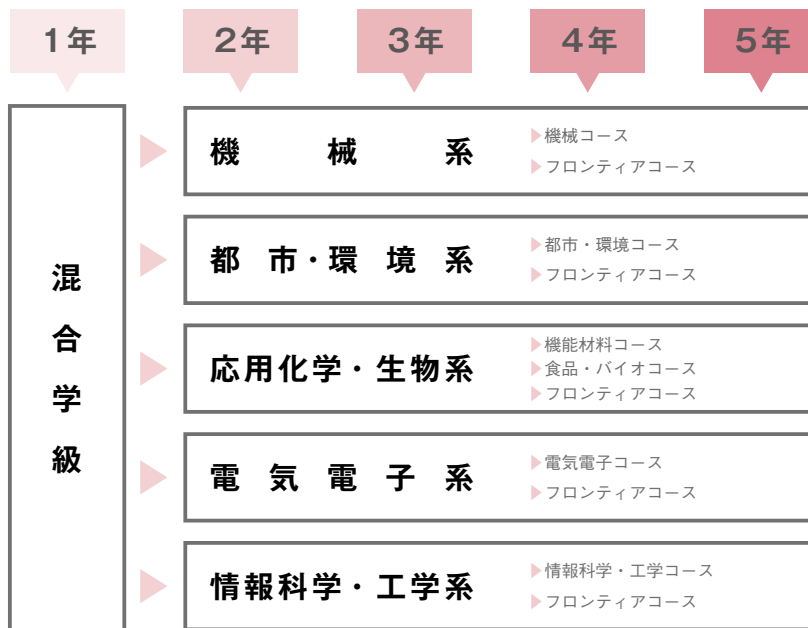 1年 2年 3年 4年 5年
混合学級
機械系
機械コース
フロンティアコース
都市・環境系
都市・環境コース
フロンティアコース
応用化学・生物系
機能材料コース
食品・バイオコース
フロンティアコース
電気電子系
電気電子コース
フロンティアコース
情報科学・工学系
情報科学・工学コース
フロンティアコース